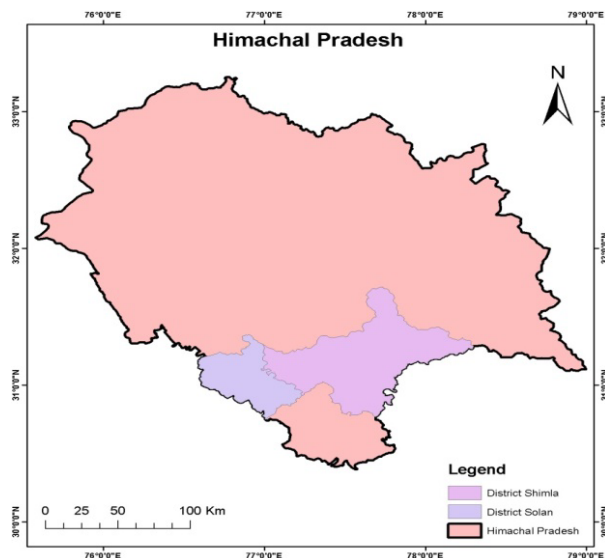 76°0'0"E 77°0'0"E 78°0'0"E 79°0'0"E
Himachal Pradesh
N
33°0'0"N
32°0'0"N
31°0'0"N
30°0'0"N
Legend
District Shimla
District Solan
Himachal Pradesh
0 25 50 100 Km
76°0'0"E 77°0'0"E 78°0'0"E 79°0'0"E